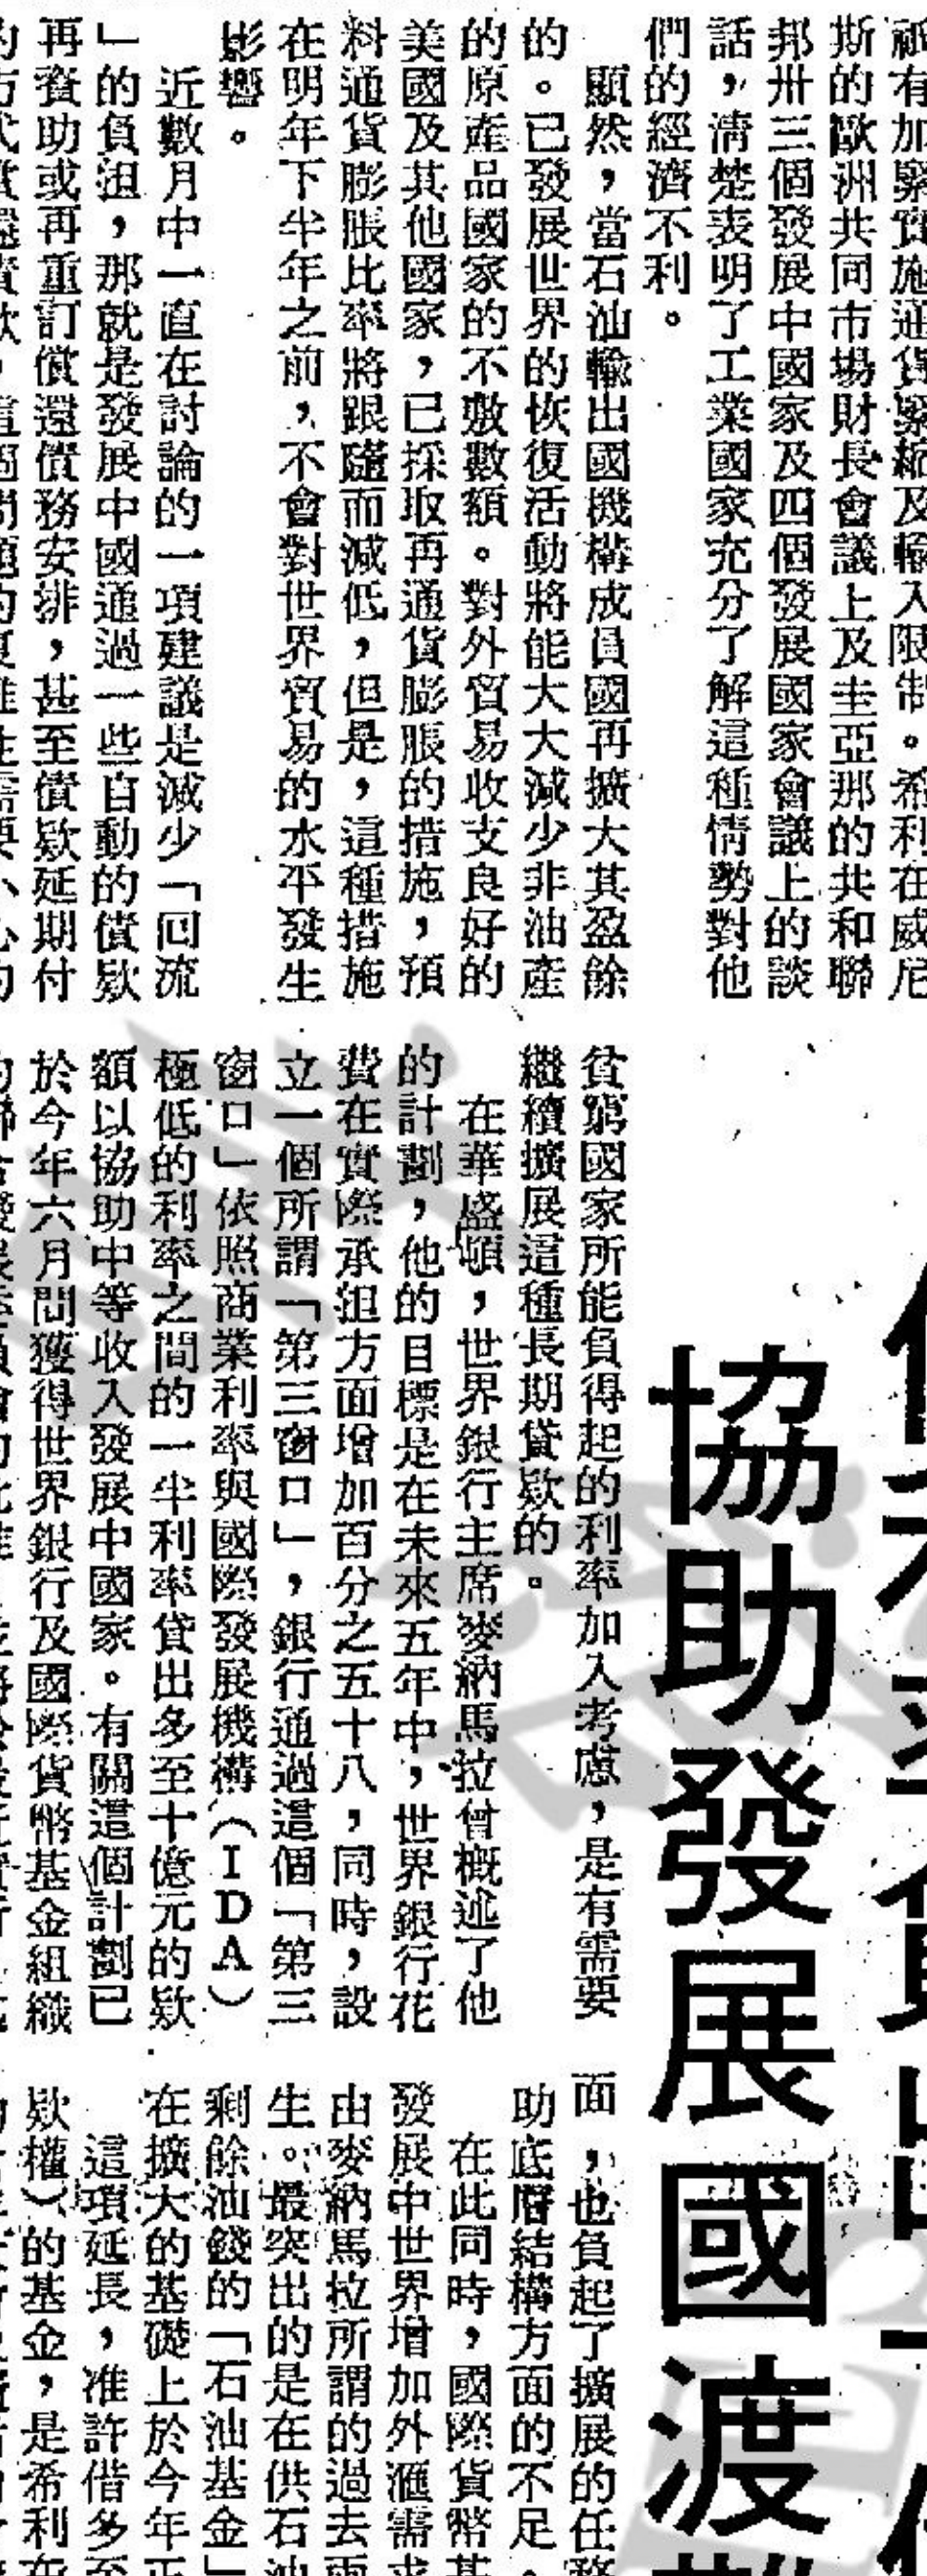 協助發展國渡難
祇有加緊實施通貨緊縮及輸入限制。希利在威尼
斯的歐洲共同市場財長會議上及圭亞那的共和聯
邦卅三個發展中國家及四個發展國家會議上的談
話，清楚表明了工業國家充分了解這種情勢對他
們的經濟不利。
顯然，當石油輸出國機構成員國再擴大其盈餘
的。已發展世界的恢復活動將能大大減少非油產
的原產品國家的不敷數額。對外貿易收支良好的
美國及其他國家，已採取再通貨膨脹的措施，預
料通貨膨脹比率將跟隨而減低，但是，這種措施
在明年下半年之前，不會對世界貿易的水平發生
影響。
近數月中一直在討論的一項建議是減少「回流
」的負沮，那就是發展中國通過一些自動的償欵
再賚助或再重訂償還債務安排，甚至債欵延期付
貧窮國家所能負得起的利率加入考慮，是有需要
繼續擴展這種長期貸欵的。
在華盛頓，世界銀行主席麥納馬拉曾概述了他
的計劃，他的目標是在未來五年中，世界銀行花
費在實際承担方面增加百分之五十八，同時，設
立一個所謂「第三窗口」，銀行通過這個「第三
窗口」依照商業利率與國際發展機構（IDA）
極低的利率之間的一半利率貸出多至十億元的欵
額以協助中等收入發展中國家。有關這個計劃已
於今年六月間獲得世界銀行及國際貨幣基金組織
面，也負起了擴展的任務
助底層結構方面的不足。
在此同時，國際貨幣基
發展中世界增加外滙需求
由麥納馬拉所謂的過去兩
生。最突出的是在供石油
剩餘油錢的「石油基金」
在擴大的基礎上於今年正
這項延長，准許借多至
欵權）的基金，是希利在